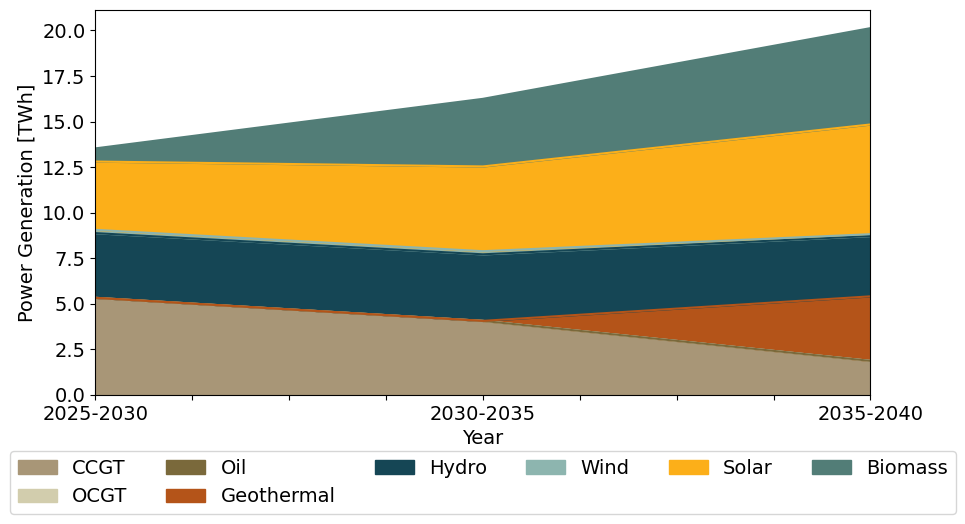 20.0
17.5
15.0
12.5
10.0
7.5
5.0
2.5
0.0
Power Generation [TWh]
2025-2030 2030-2035 2035-2040
Year
CCGT Oil Hydro Wind Solar Biomass
OCGT Geothermal